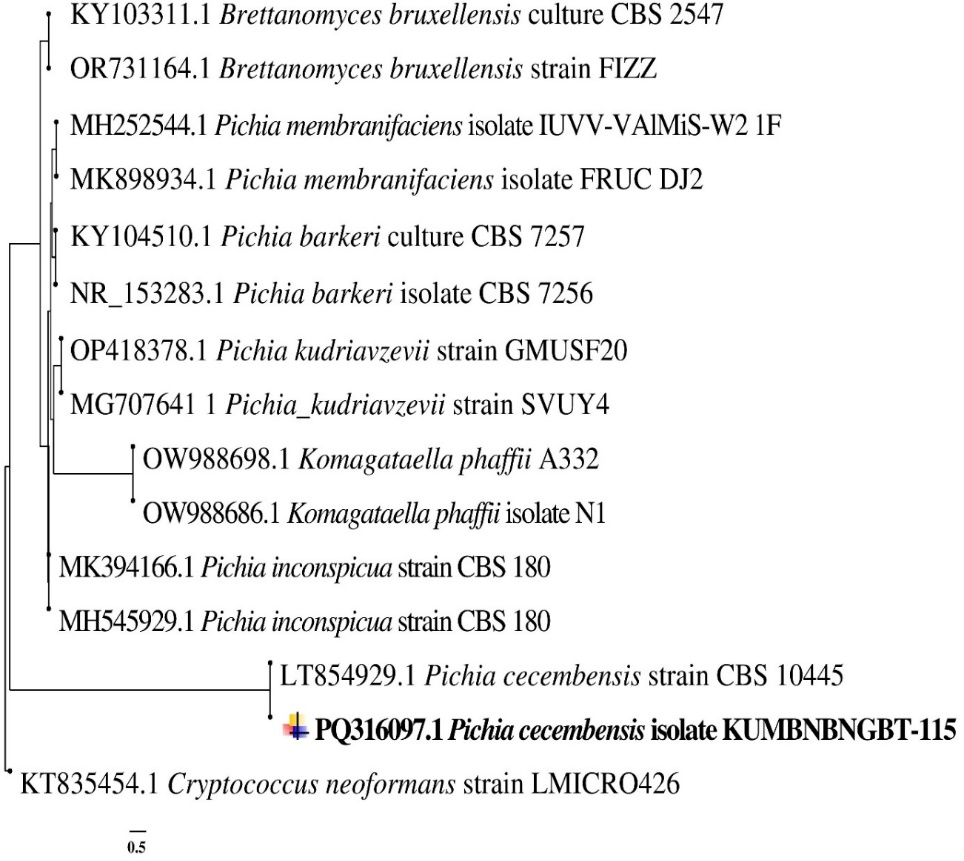 KY103311.1 Brettanomyces bruxellensis culture CBS 2547
OR731164.1 Brettanomyces bruxellensis strain FIZZ
MH252544.1 Pichia membranifaciens isolate IUVV-VAlMiS-W2 1F
MK898934.1 Pichia membranifaciens isolate FRUC DJ2
KY104510.1 Pichia barkeri culture CBS 7257
NR_153283.1 Pichia barkeri isolate CBS 7256
OP418378.1 Pichia kudriavzevii strain GMUSF20
MG707641 1 Pichia_kudriavzevii strain SVUY4
OW988698.1 Komagataella phaffii A332
OW988686.1 Komagataella phaffii isolate N1
MK394166.1 Pichia inconspicua strain CBS 180
MH545929.1 Pichia inconspicua strain CBS 180
LT854929.1 Pichia cecembensis strain CBS 10445
PQ316097.1 Pichia cecembensis isolate KUMBNBNGBT-115
KT835454.1 Cryptococcus neoformans strain LMICRO426
0.5